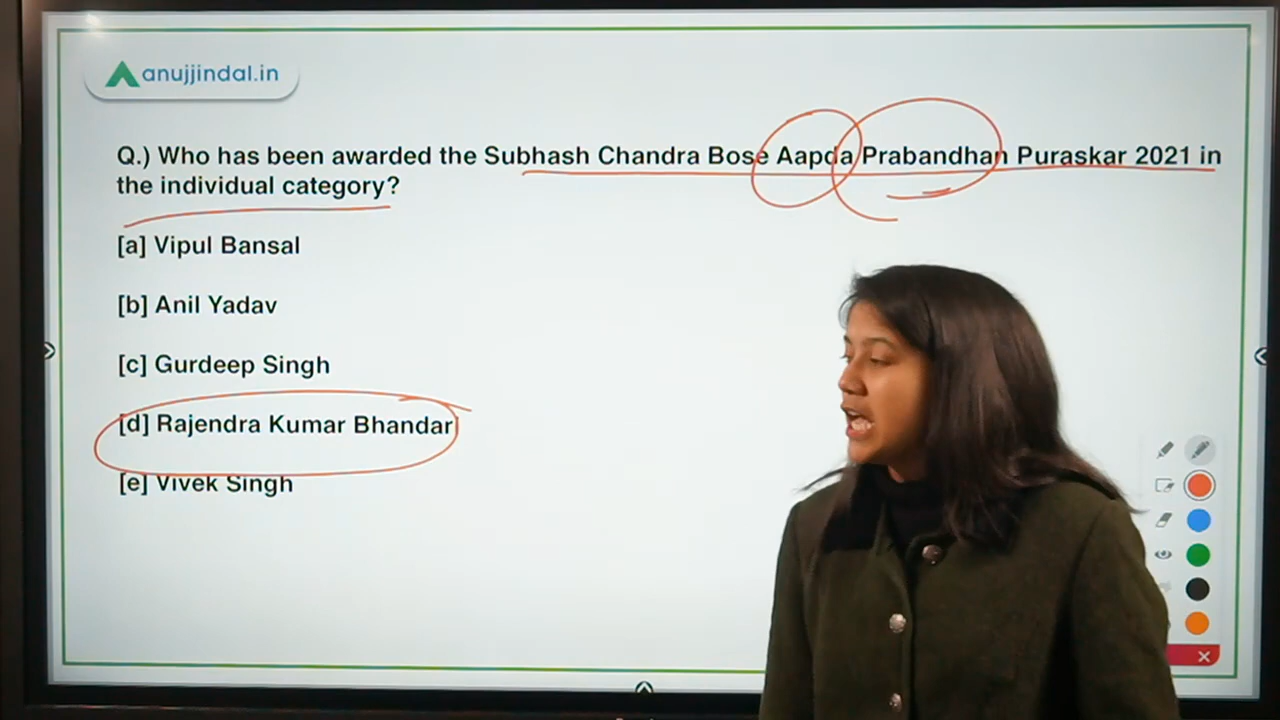 anujjindal.in
Q.) Who has been awarded the Subhash Chandra Bose Aapda Prabandhan Puraskar 2021 in
the individual category?
[a] Vipul Bansal
[b] Anil Yadav
[c] Gurdeep Singh
[d] Rajendra Kumar Bhandari
[e] Vivek Singh